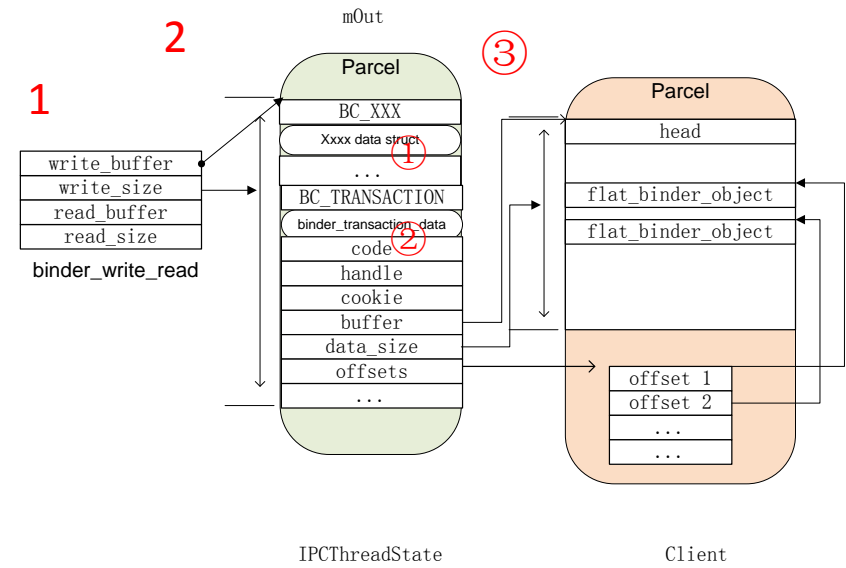 mOut
2
③
1
write_buffer
write_size
read_buffer
read_size
binder_write_read
Parcel
BC_XXX
Xxxx data struct
①
...
BC_TRANSACTION
binder_transaction_data
②
code
handle
cookie
buffer
data_size
offsets
...
IPCThreadState
Parcel
head
flat_binder_object
flat_binder_object
offset 1
offset 2
...
...
Client